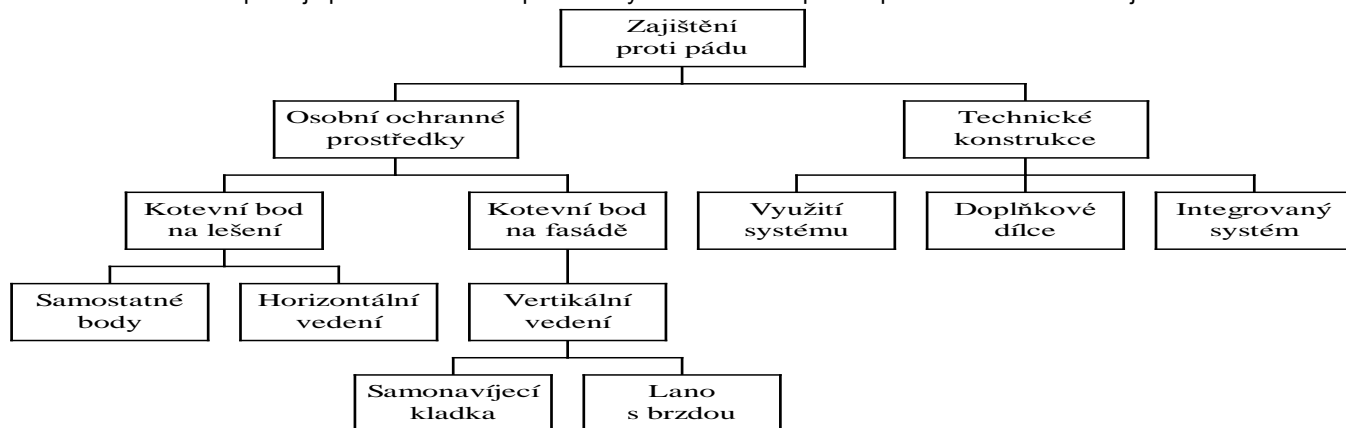 Zajištění
proti pádu
Osobní ochranné
prostředky
Technické
konstrukce
Kotevní bod
na lešení
Kotevní bod
na fasádě
Využití
systému
Doplňkové
dílce
Integrovaný
systém
Samostatné
body
Horizontální
vedení
Vertikální
vedení
Samonavíjecí
kladka
Lano
s brzdou